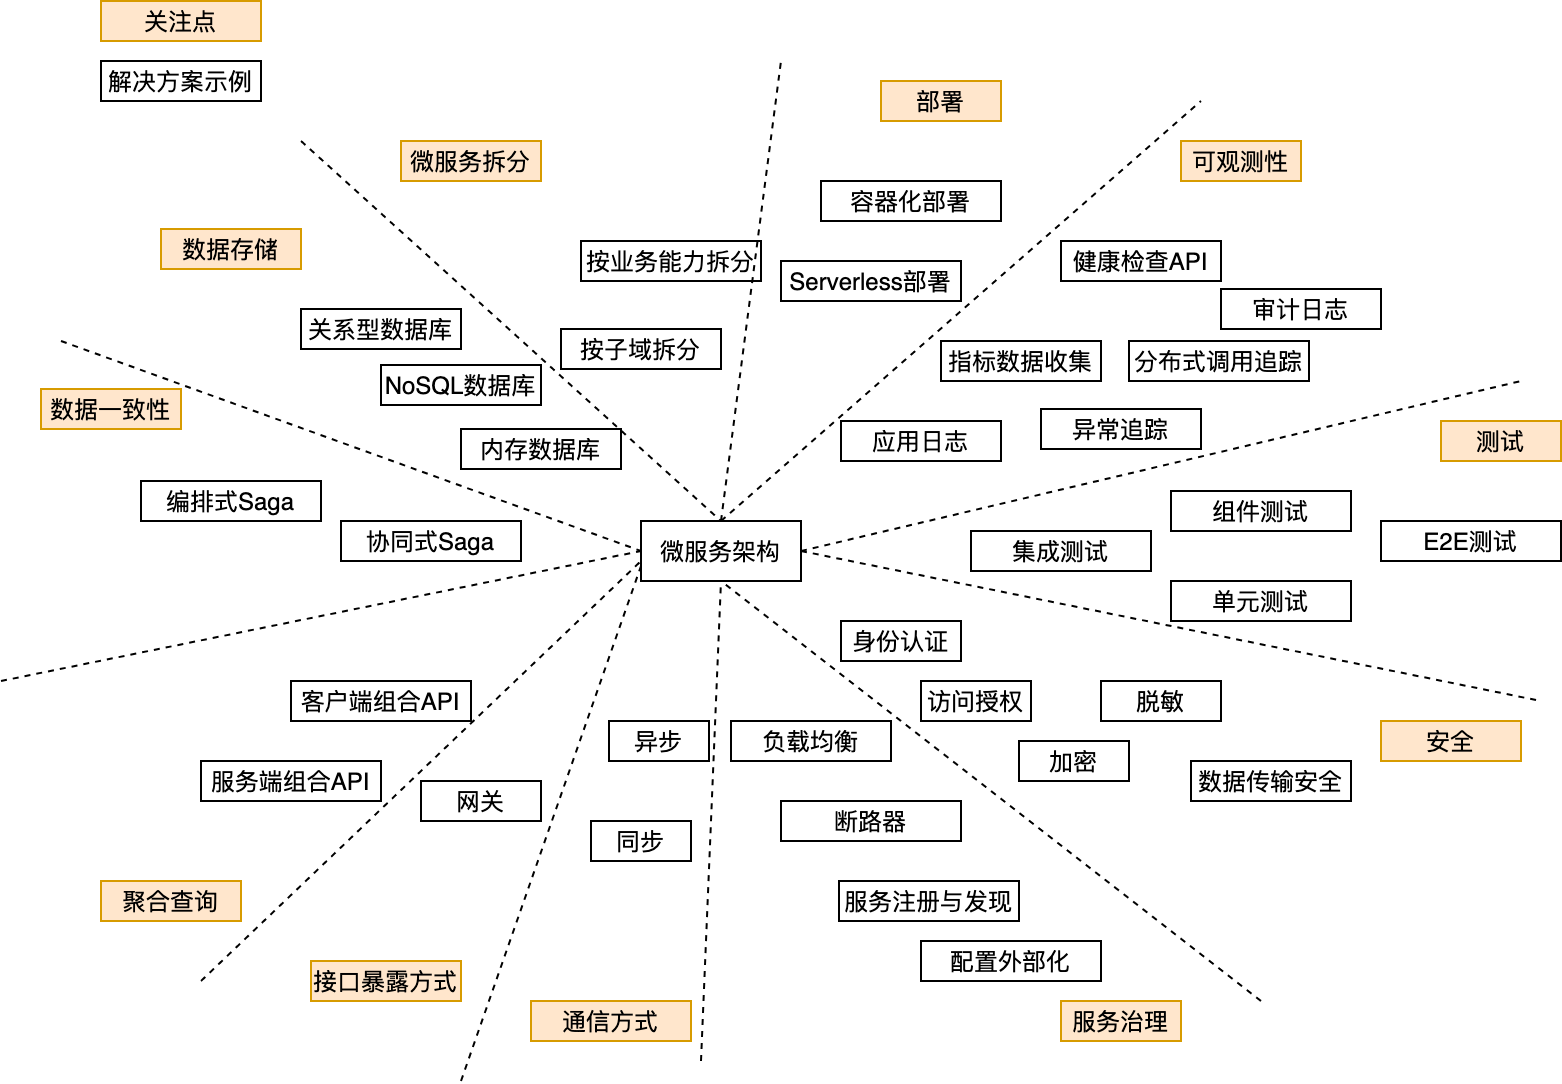 关注点
解决方案示例
部署
微服务拆分
可观测性
容器化部署
数据存储
按业务能力拆分
健康检查API
Serverless部署
审计日志
关系型数据库
按子域拆分
指标数据收集
分布式调用追踪
NoSQL数据库
数据一致性
异常追踪
内存数据库
应用日志
测试
编排式Saga
组件测试
协同式Saga
微服务架构
集成测试
E2E测试
单元测试
身份认证
客户端组合API
访问授权
脱敏
异步
负载均衡
安全
加密
服务端组合API
数据传输安全
网关
断路器
同步
聚合查询
服务注册与发现
配置外部化
接口暴露方式
通信方式
服务治理